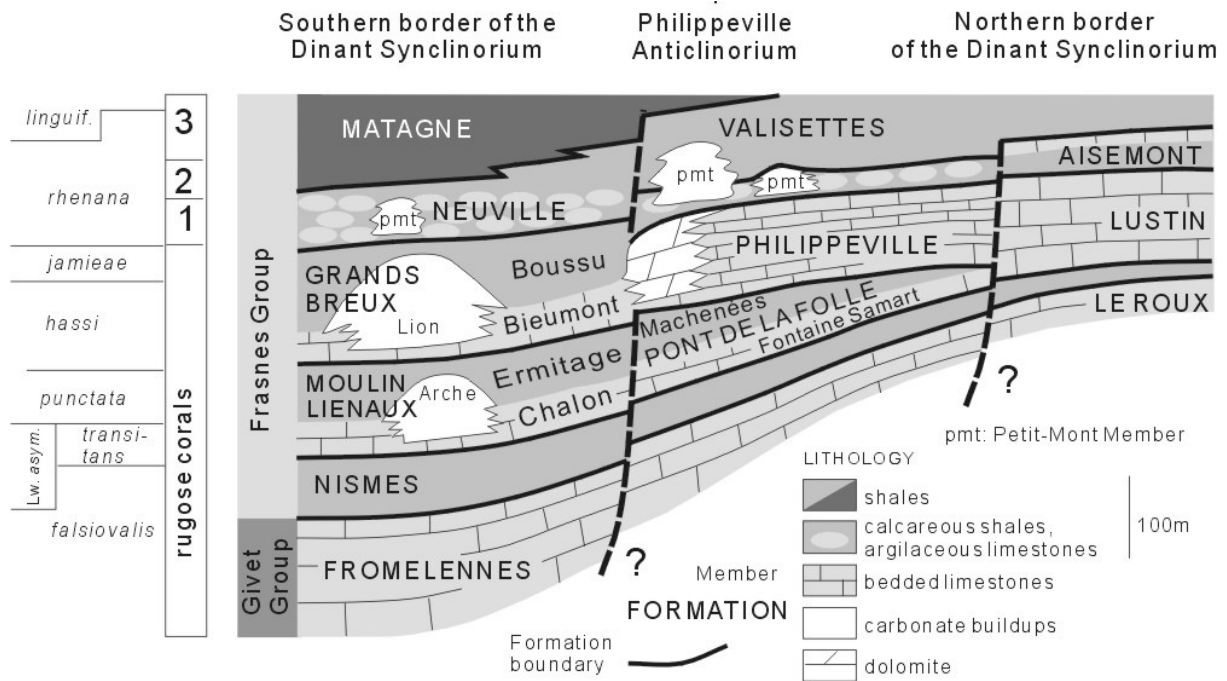 Southern border of the
Dinant Synclinorium
Philippeville
Anticlinorium
Northern border
of the Dinant Synclinorium
linguif.
rhenana
jamieae
hassi
punctata
Lw. asym.
transi-
tans
falsiovalis
3
2
1
rugose corals
Frasnes Group
Givet
Group
MATAGNE
VALISETTES
AISEMONT
pmt
pmt
pmt
NEUVILLE
LUSTIN
PHILIPPEVILLE
GRANDS
BREUX
Boussu
Lion
Bieumont
Machenées
PONT DE LA FOLLE
Fontaine Samart
LE ROUX
Ermitage
MOULIN
LIENAUX
Arche
Chalon
NISMES
FROMELENNES
?
?
pmt: Petit-Mont Member
LITHOLOGY
shales
calcareous shales,
argilaceous limestones
bedded limestones
carbonate buildups
dolomite
100m
Member
FORMATION
Formation
boundary